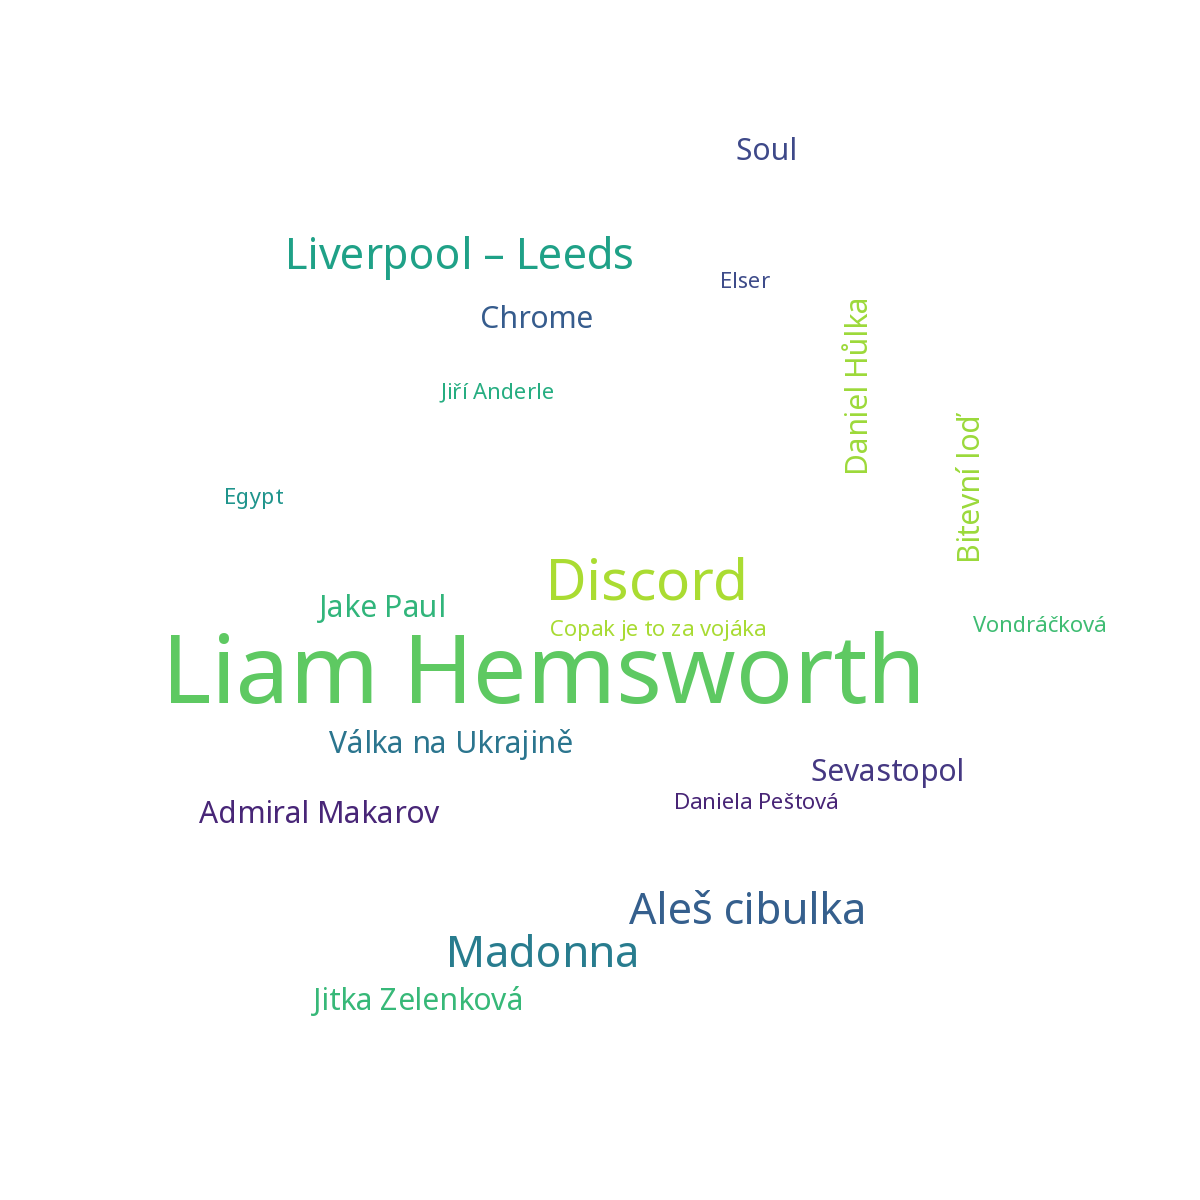 Soul
Liverpool – Leeds
Elser
Chrome
Daniel Hůlka
Jiří Anderle
Bitevní loď
Egypt
Discord
Jake Paul
Copak je to za vojáka
Vondráčková
Liam Hemsworth
Válka na Ukrajině
Sevastopol
Daniela Peštová
Admiral Makarov
Aleš cibulka
Madonna
Jitka Zelenková